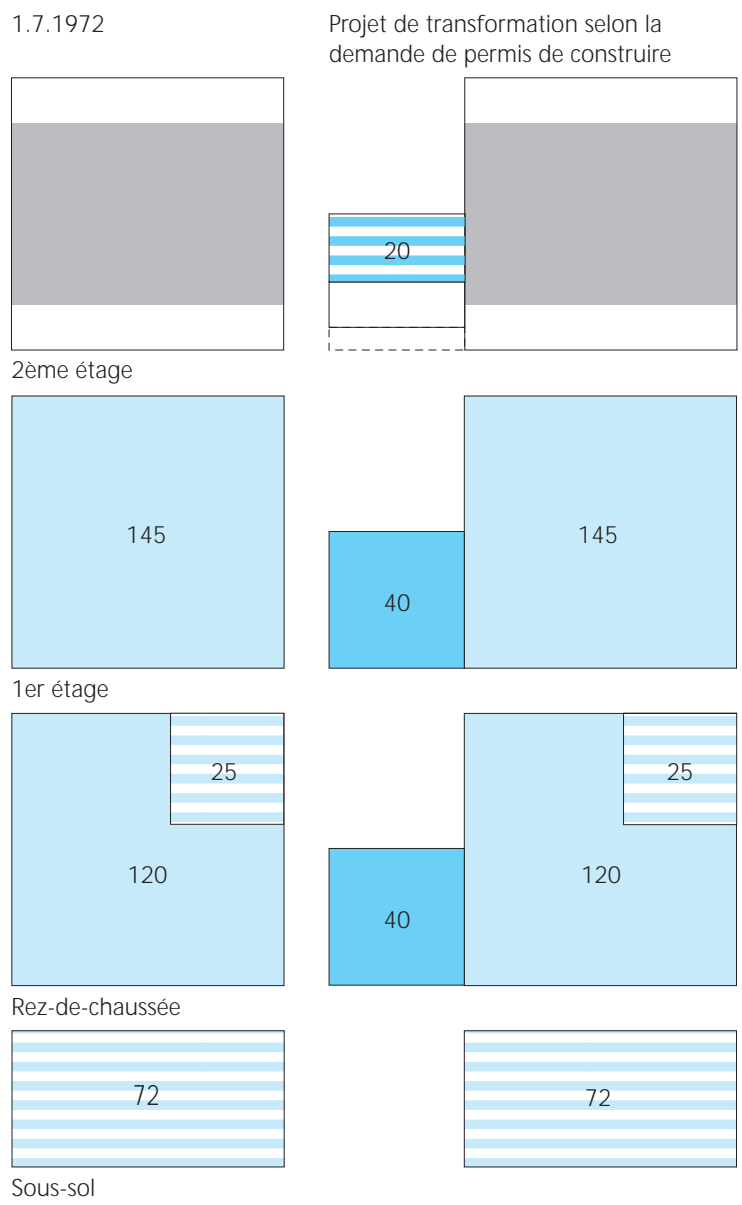 1.7.1972
Projet de transformation selon la
demande de permis de construire
20
2ème étage
145
145
40
1er étage
25
25
120
120
40
Rez-de-chaussée
72
72
Sous-sol